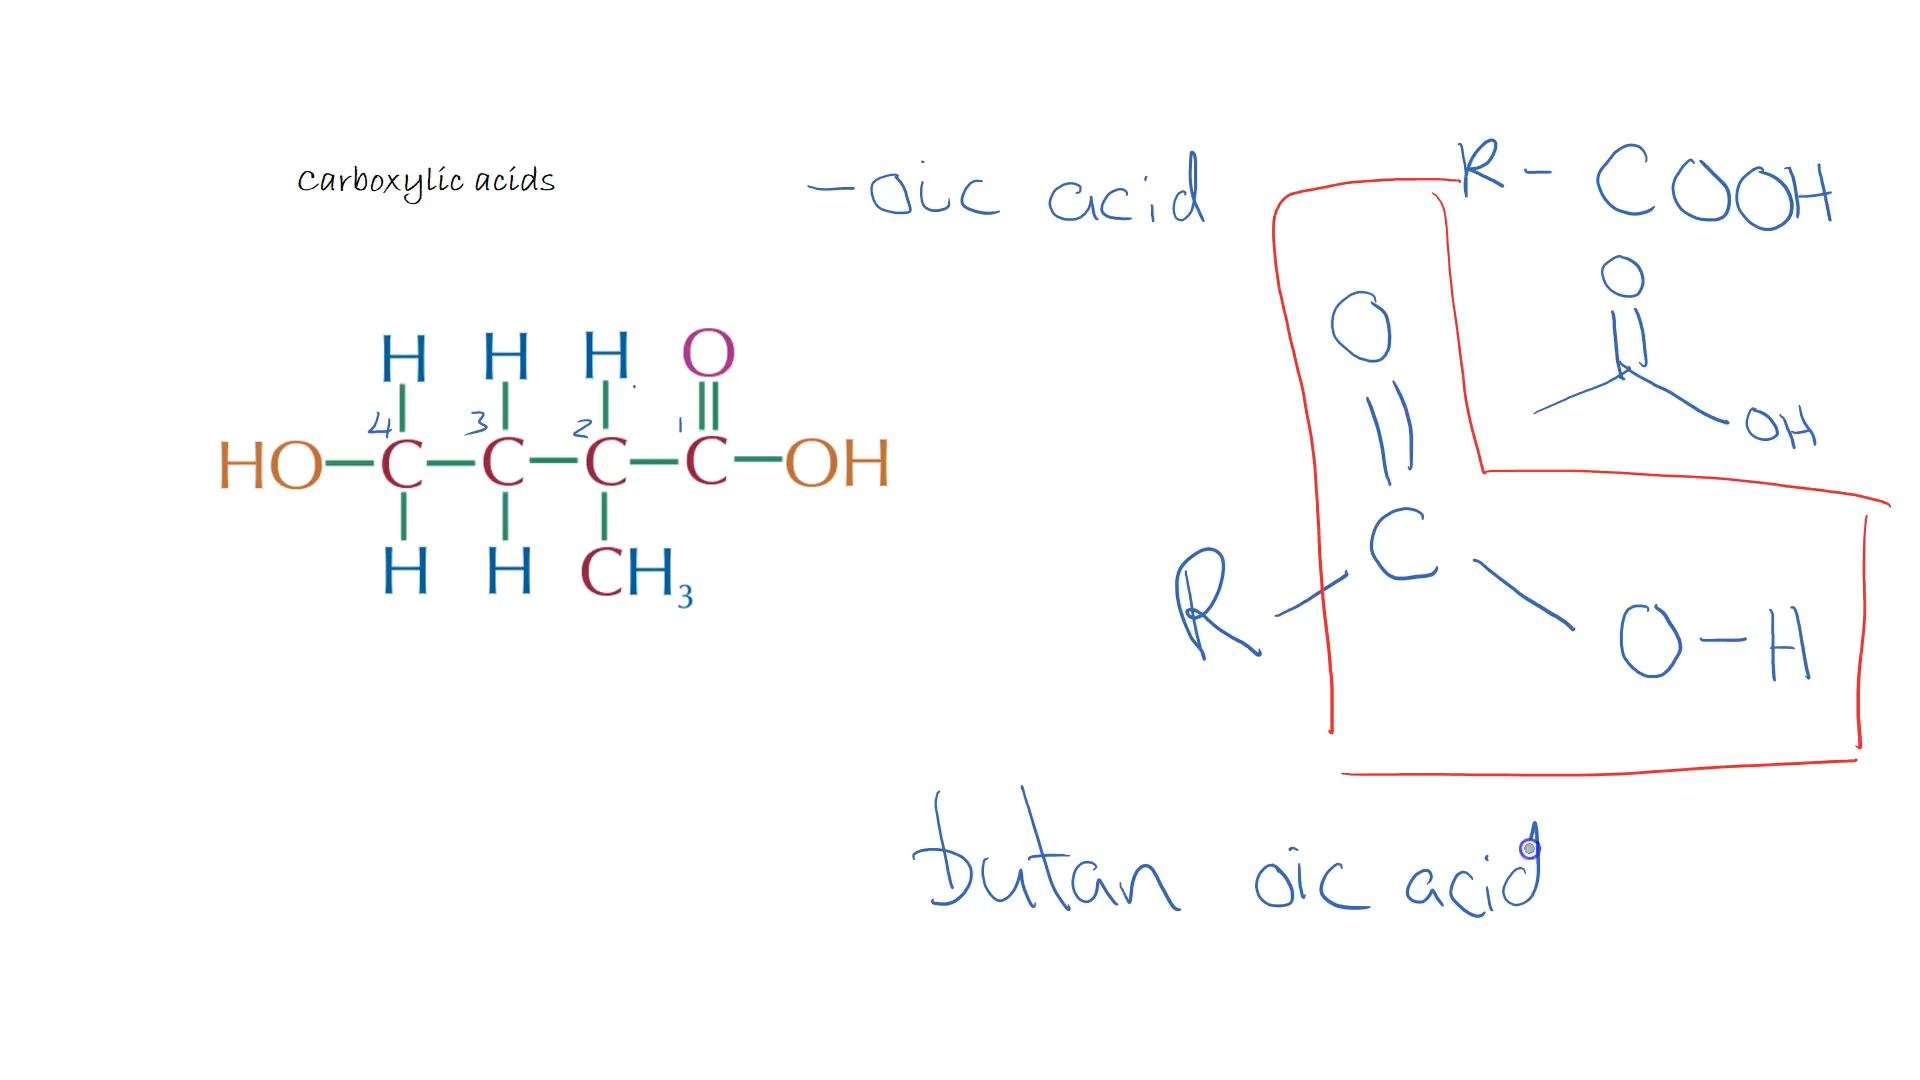 Carboxylic acids
-oic acid
R - COOH
O
OH
O
C
R
O-H
H H H O
4 3 2 1
HO-C-C-C-C-OH
H H CH₃
butan oic acid